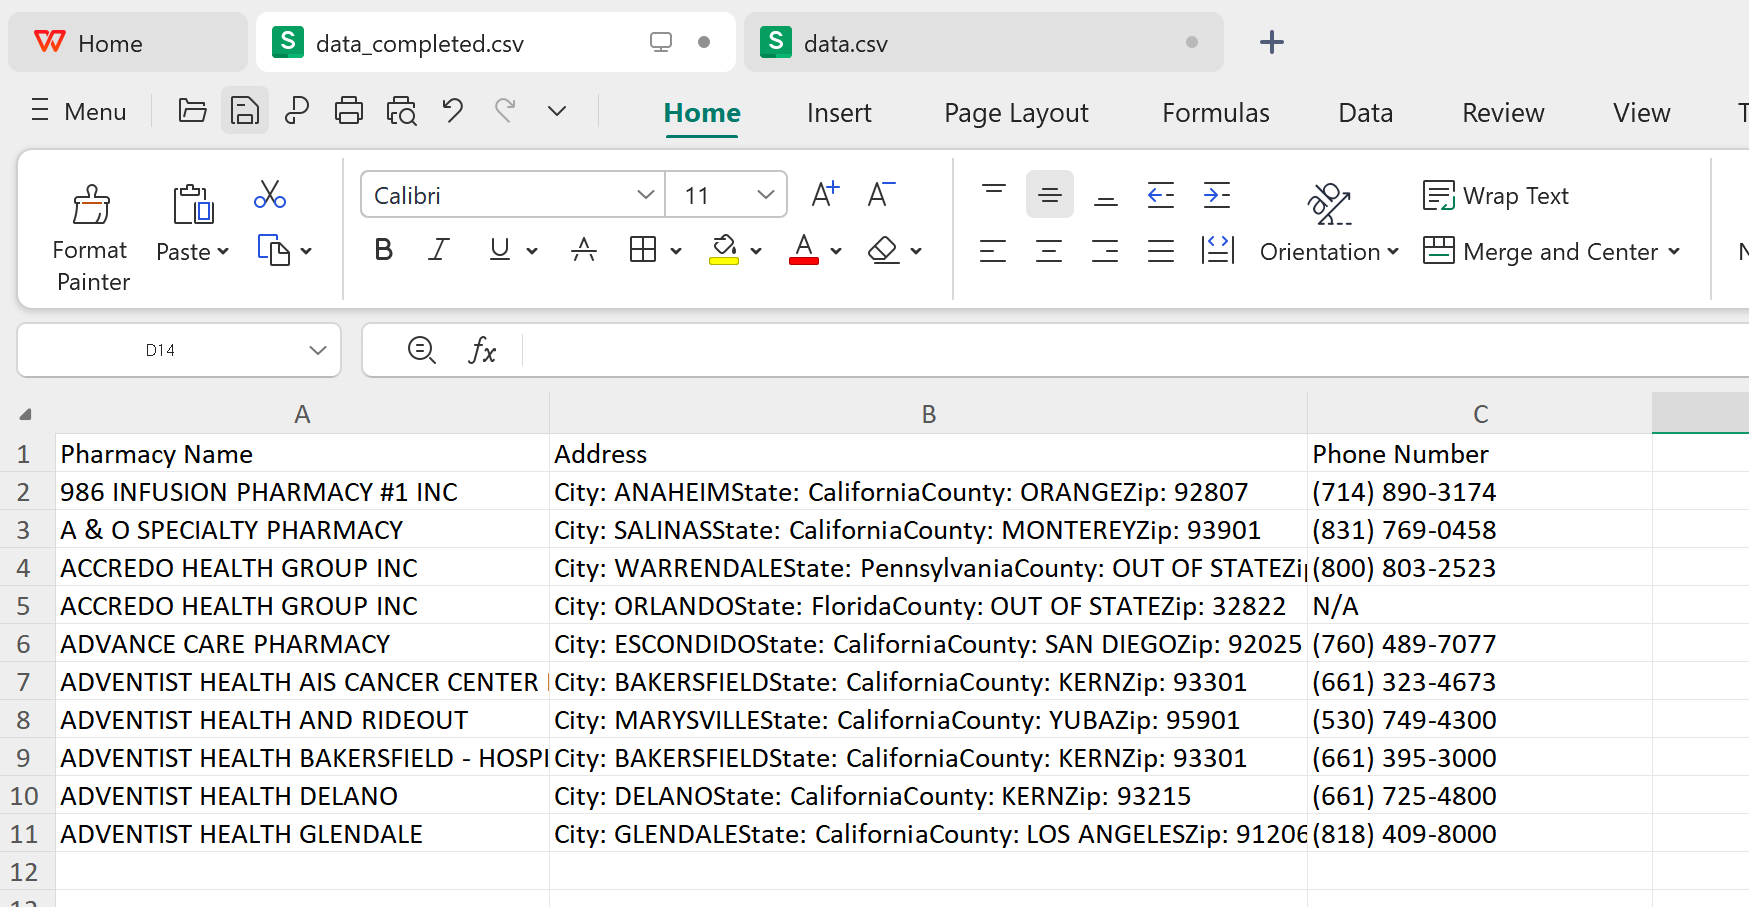 Home
data_completed.csv
data.csv
Menu
Home Insert Page Layout Formulas Data Review View
Format Painter
Paste
Calibri
11
Orientation
Wrap Text
Merge and Center
D14
fx
A B C
1 Pharmacy Name Address Phone Number
2 986 INFUSION PHARMACY #1 INC City: ANAHEIMState: CaliforniaCounty: ORANGEZip: 92807 (714) 890-3174
3 A & O SPECIALTY PHARMACY City: SALINASState: CaliforniaCounty: MONTEREYZip: 93901 (831) 769-0458
4 ACCREDO HEALTH GROUP INC City: WARRENDALEState: PennsylvaniaCounty: OUT OF STATEZip (800) 803-2523
5 ACCREDO HEALTH GROUP INC City: ORLANDOState: FloridaCounty: OUT OF STATEZip: 32822 N/A
6 ADVANCE CARE PHARMACY City: ESCONDIDOState: CaliforniaCounty: SAN DIEGOZip: 92025 (760) 489-7077
7 ADVENTIST HEALTH AIS CANCER CENTER City: BAKERSFIELDState: CaliforniaCounty: KERNZip: 93301 (661) 323-4673
8 ADVENTIST HEALTH AND RIDEOUT City: MARYSVILLEState: CaliforniaCounty: YUBAZip: 95901 (530) 749-4300
9 ADVENTIST HEALTH BAKERSFIELD - HOSPI City: BAKERSFIELDState: CaliforniaCounty: KERNZip: 93301 (661) 395-3000
10 ADVENTIST HEALTH DELANO City: DELANOState: CaliforniaCounty: KERNZip: 93215 (661) 725-4800
11 ADVENTIST HEALTH GLENDALE City: GLENDALEState: CaliforniaCounty: LOS ANGELESZip: 91206 (818) 409-8000
12